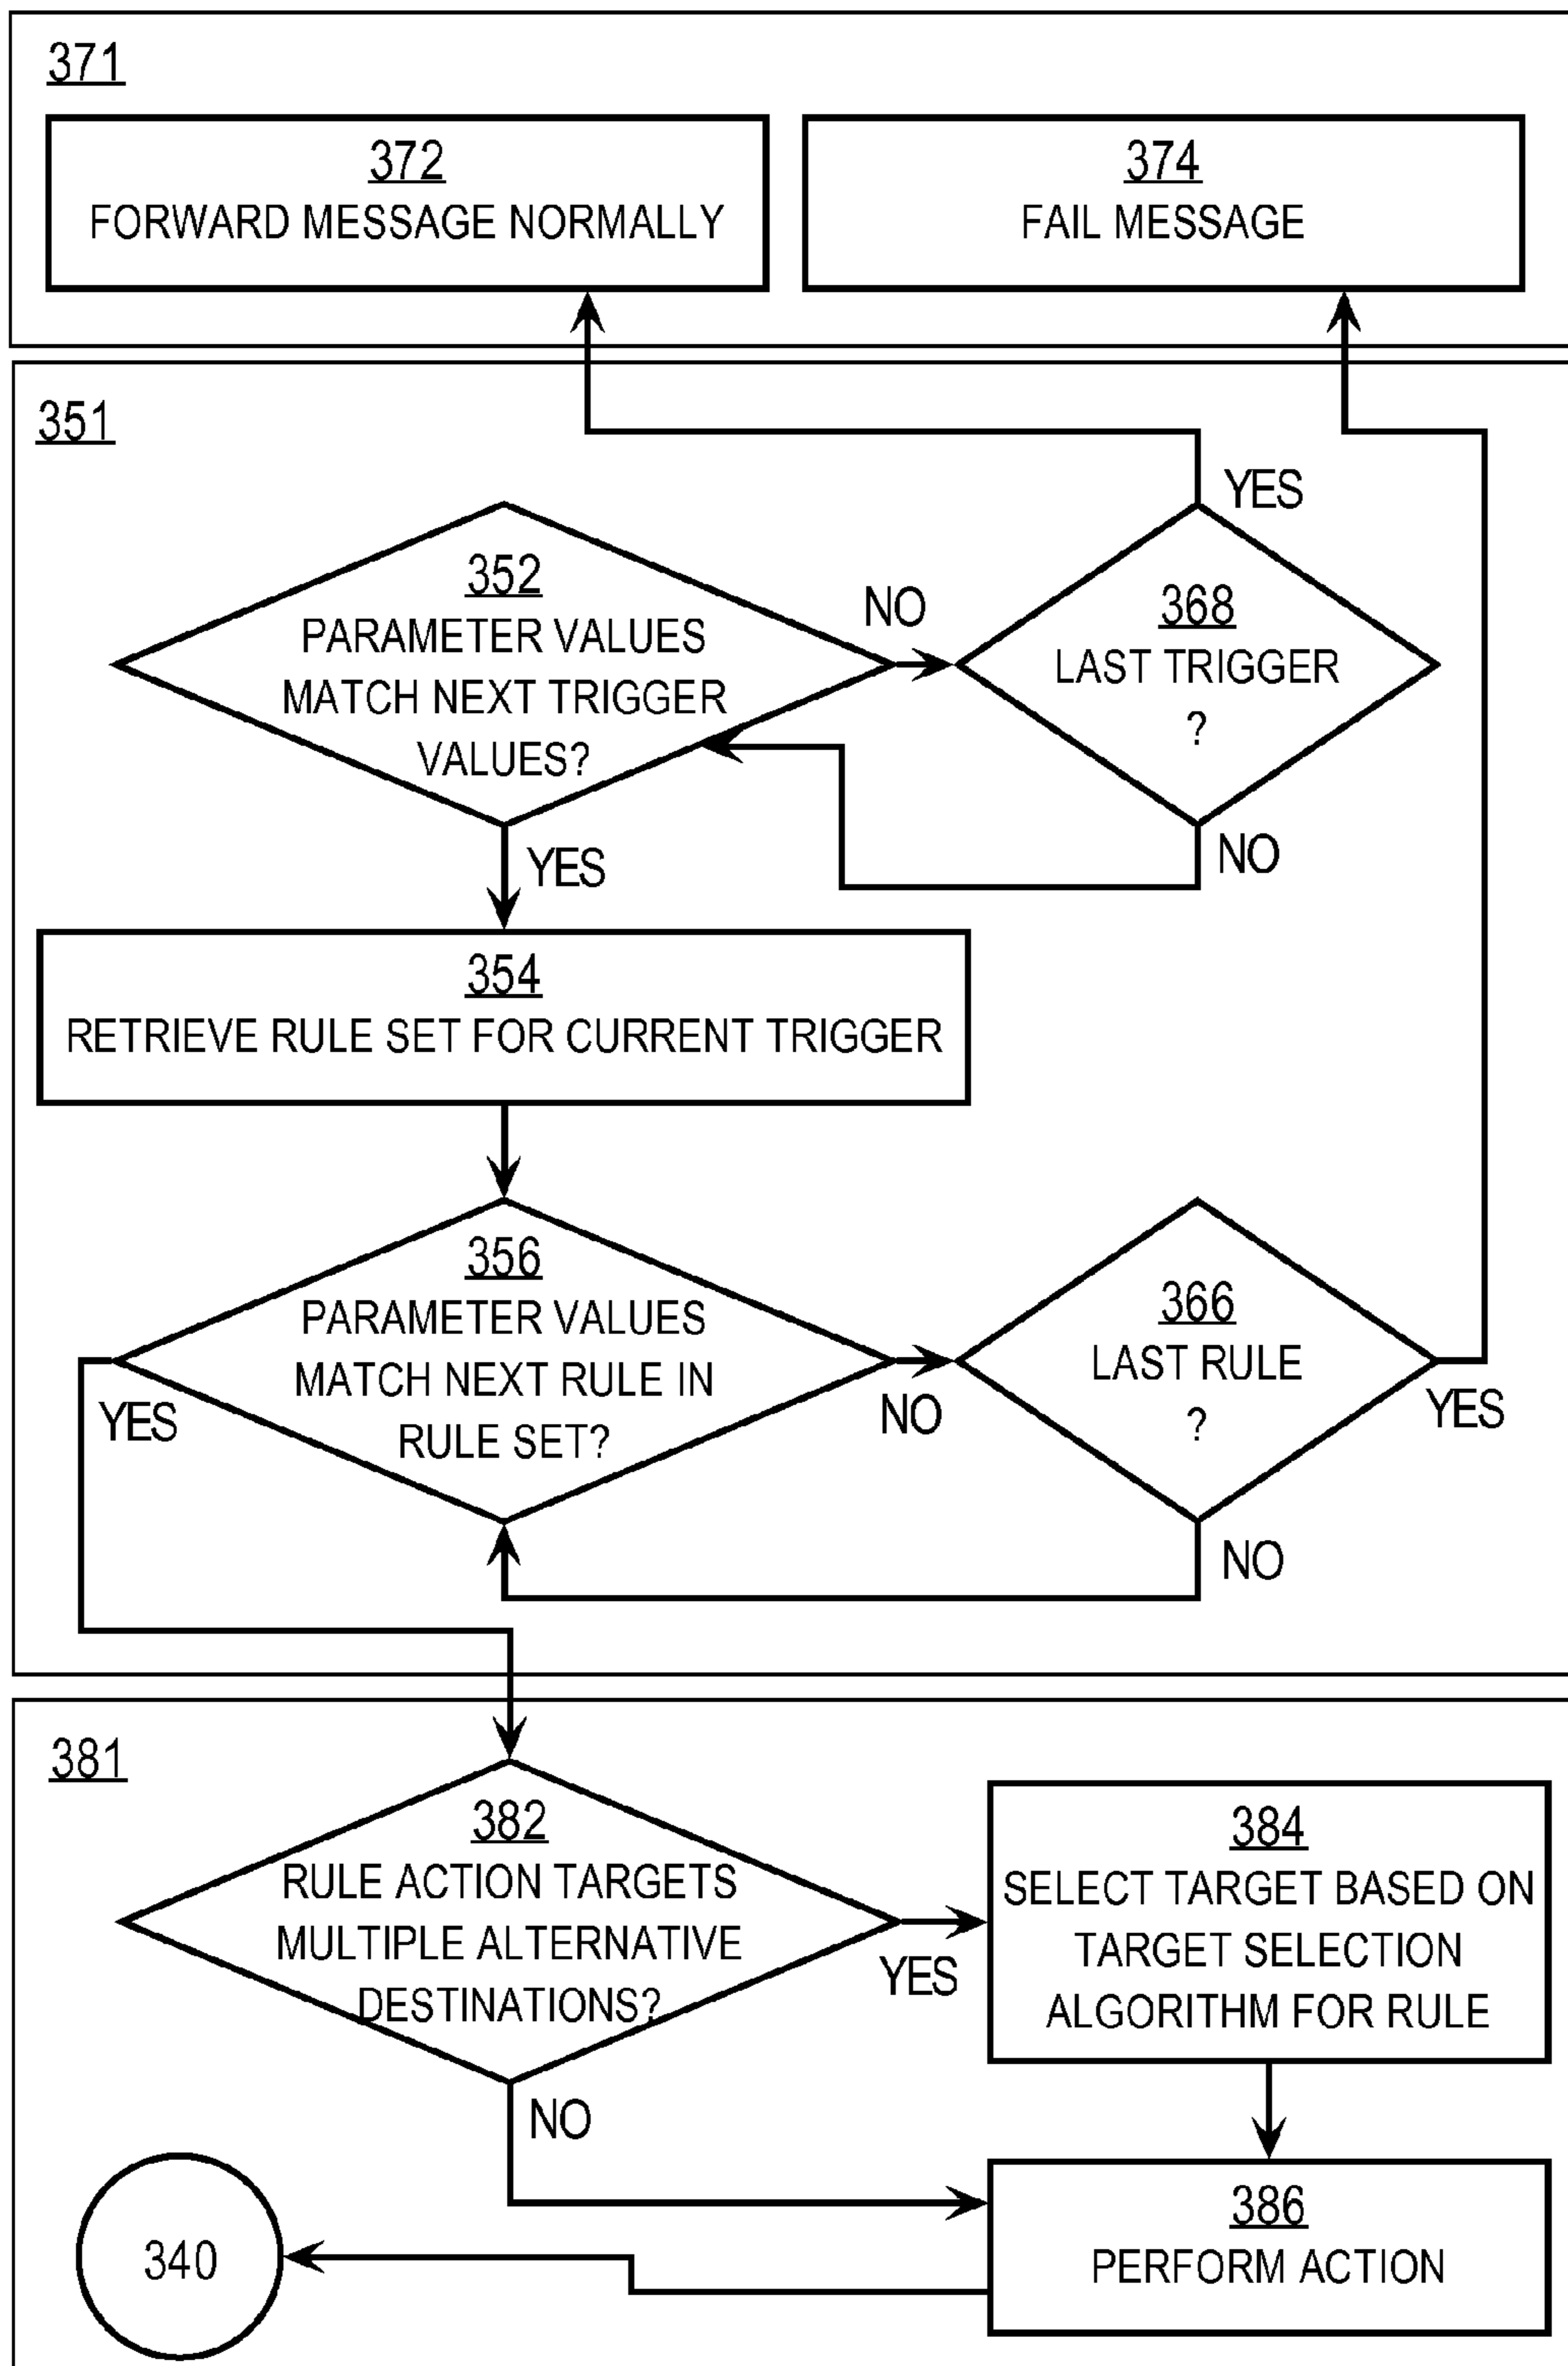 371
372
FORWARD MESSAGE NORMALLY
374
FAIL MESSAGE
351
YES
352
PARAMETER VALUES
MATCH NEXT TRIGGER
VALUES?
NO
368
LAST TRIGGER
?
YES
NO
354
RETRIEVE RULE SET FOR CURRENT TRIGGER
356
PARAMETER VALUES
MATCH NEXT RULE IN
RULE SET?
YES
NO
366
LAST RULE
?
YES
NO
381
382
RULE ACTION TARGETS
MULTIPLE ALTERNATIVE
DESTINATIONS?
YES
384
SELECT TARGET BASED ON
TARGET SELECTION
ALGORITHM FOR RULE
NO
340
386
PERFORM ACTION